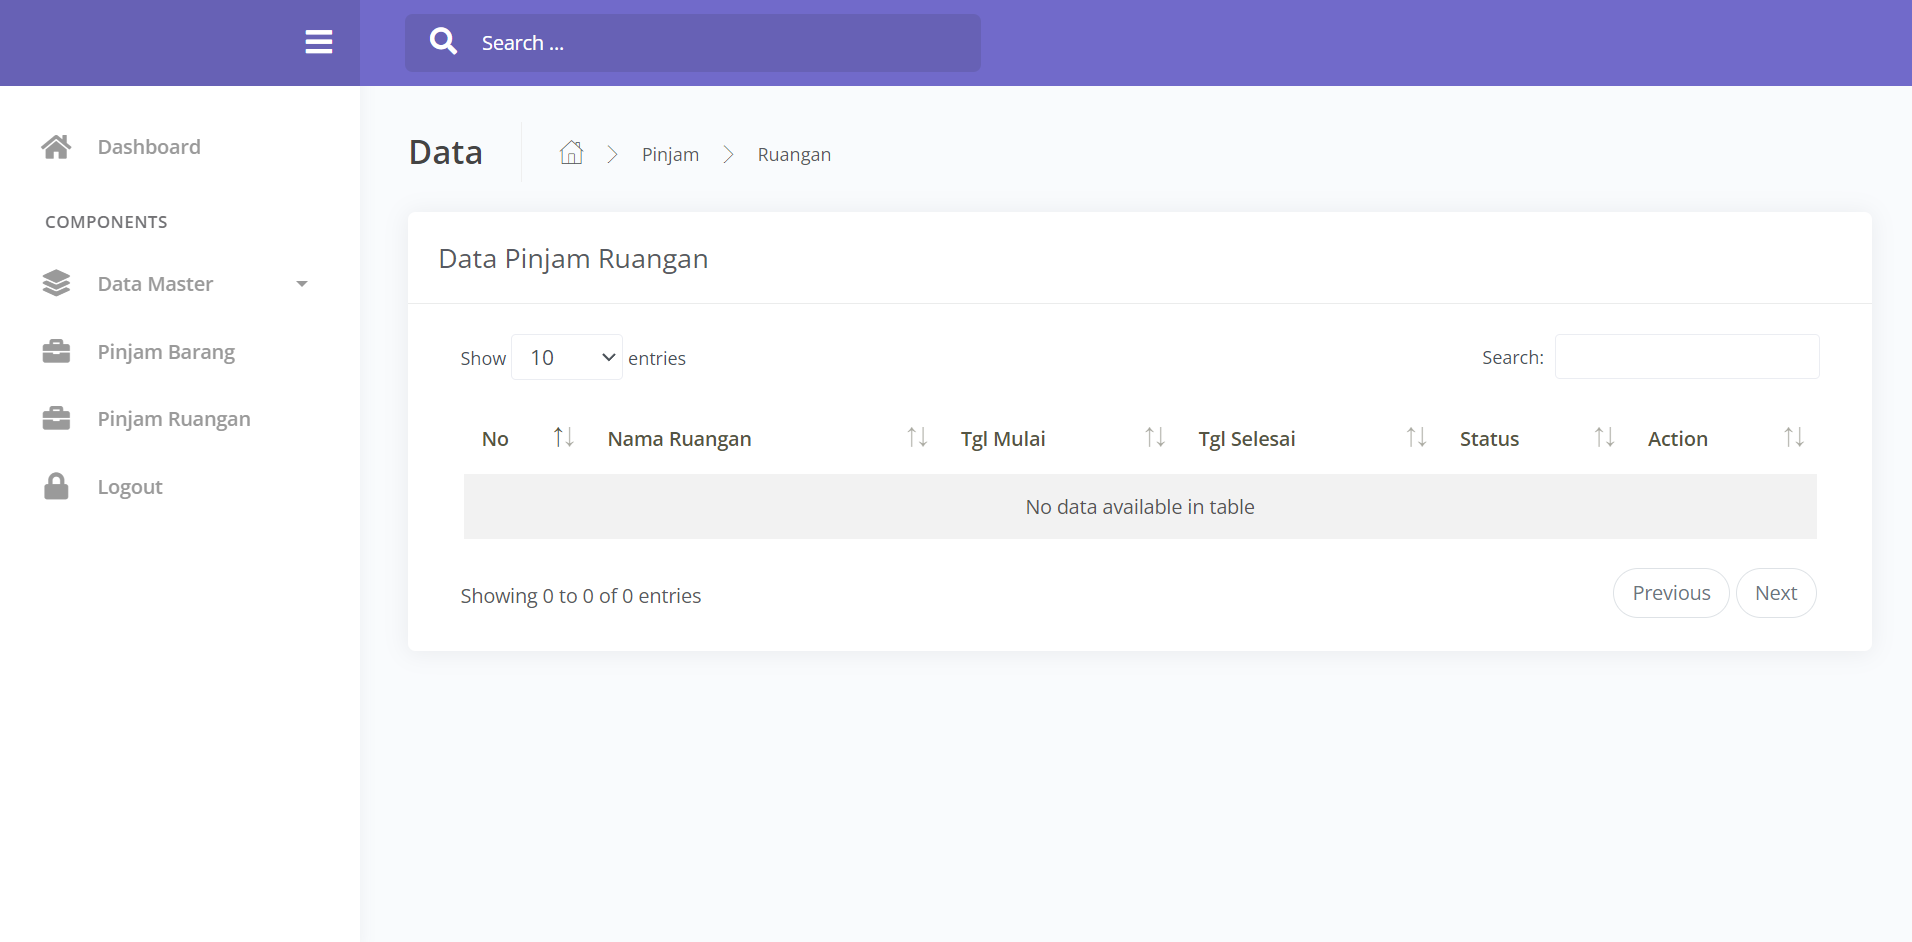 Search ...
Dashboard
COMPONENTS
Data Master
Pinjam Barang
Pinjam Ruangan
Logout
Data
Pinjam
Ruangan
Data Pinjam Ruangan
Show 10 entries
Search:
No Nama Ruangan Tgl Mulai Tgl Selesai Status Action
No data available in table
Showing 0 to 0 of 0 entries
Previous Next